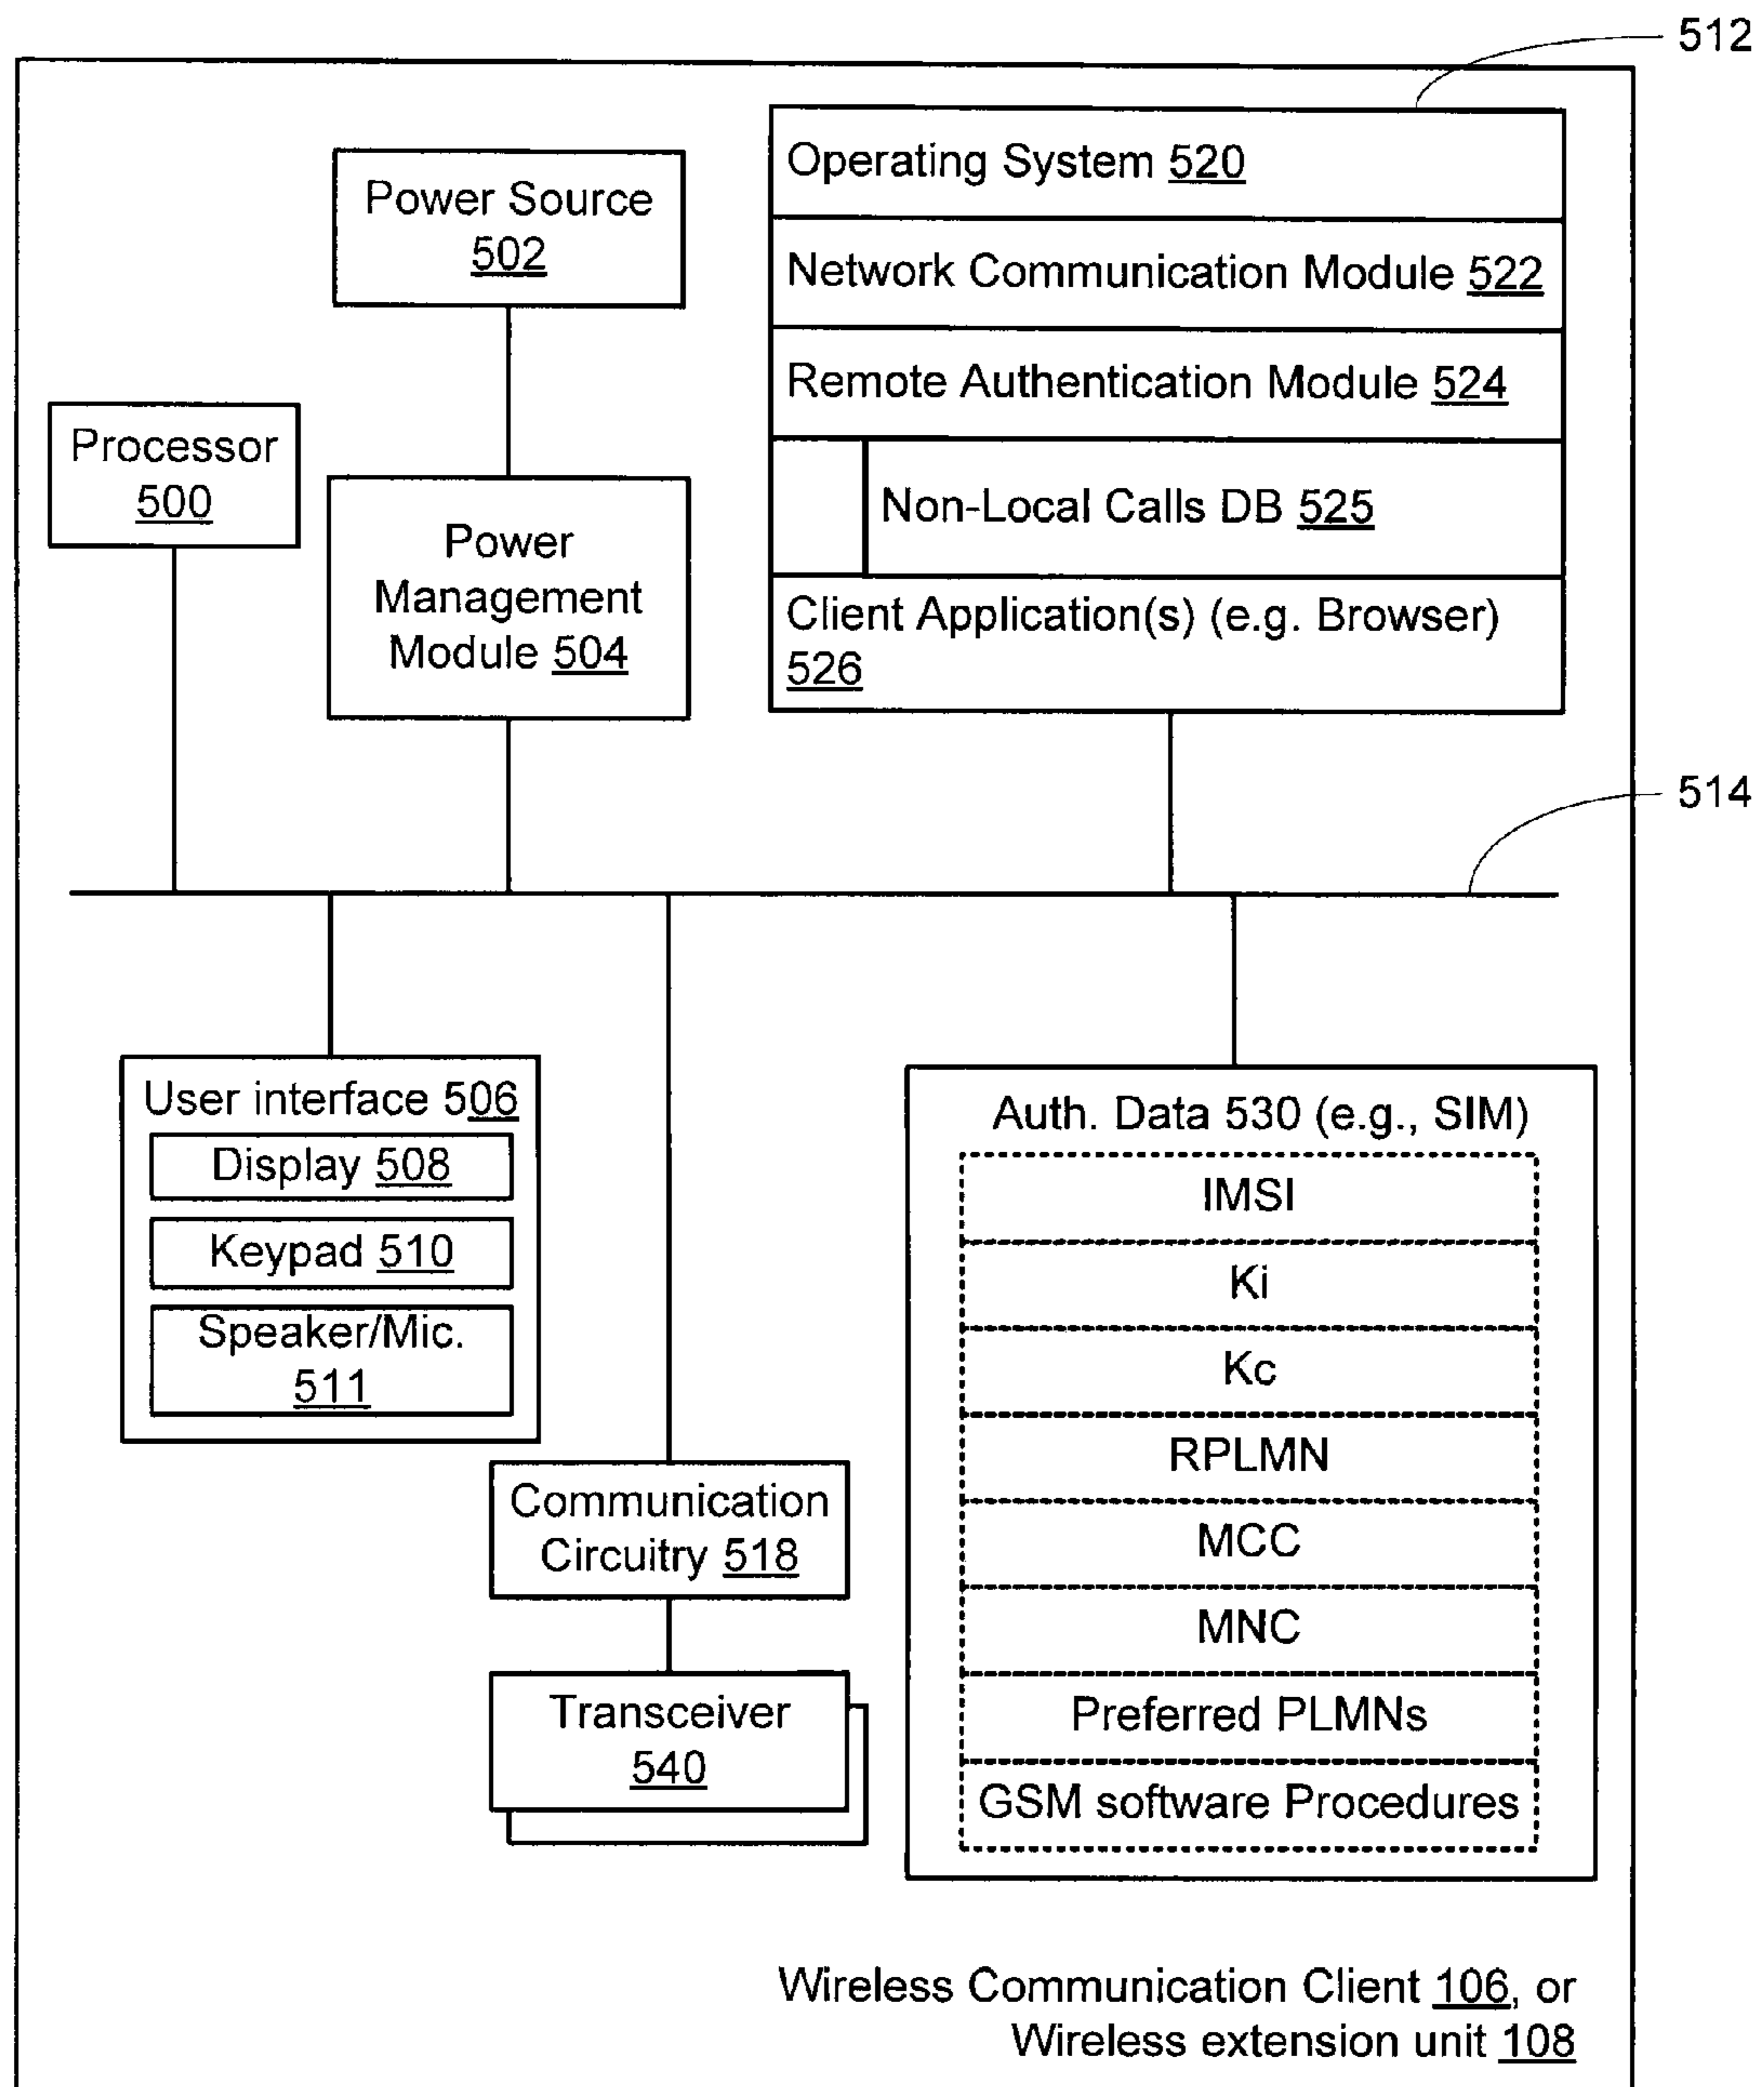 512
Operating System 520
Power Source
502
Network Communication Module 522
Remote Authentication Module 524
Processor
500
Non-Local Calls DB 525
Power
Management
Module 504
Client Application(s) (e.g. Browser)
526
514
User interface 506
Display 508
Keypad 510
Speaker/Mic.
511
Auth. Data 530 (e.g., SIM)
IMSI
Ki
Kc
RPLMN
MCC
MNC
Preferred PLMNs
GSM software Procedures
Communication
Circuitry 518
Transceiver
540
Wireless Communication Client 106, or
Wireless extension unit 108